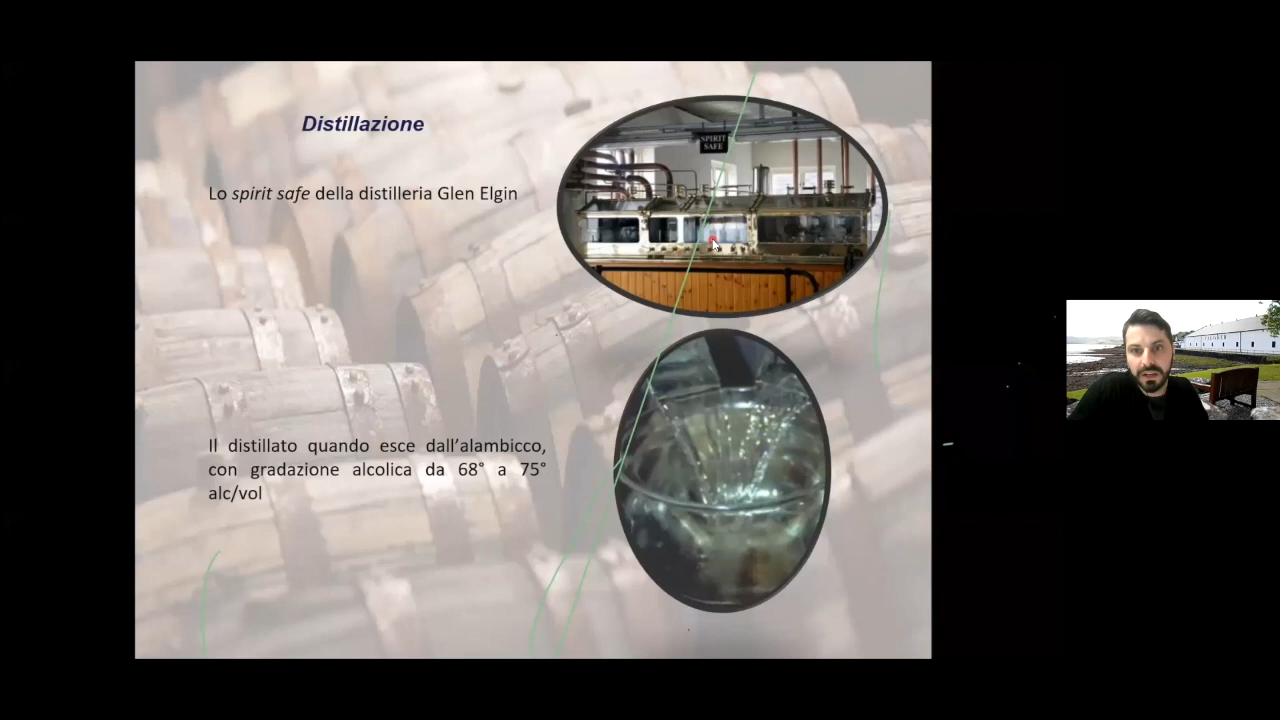 Distillazione
SPIRIT
SAFE
Lo spirit safe della distilleria Glen Elgin
Il distillato quando esce dall'alambicco,
con gradazione alcolica da 68° a 75°
alc/vol